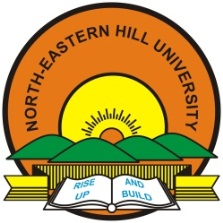 NORTH-EASTERN HILL UNIVERSITY
RISE AND
UP BUILD